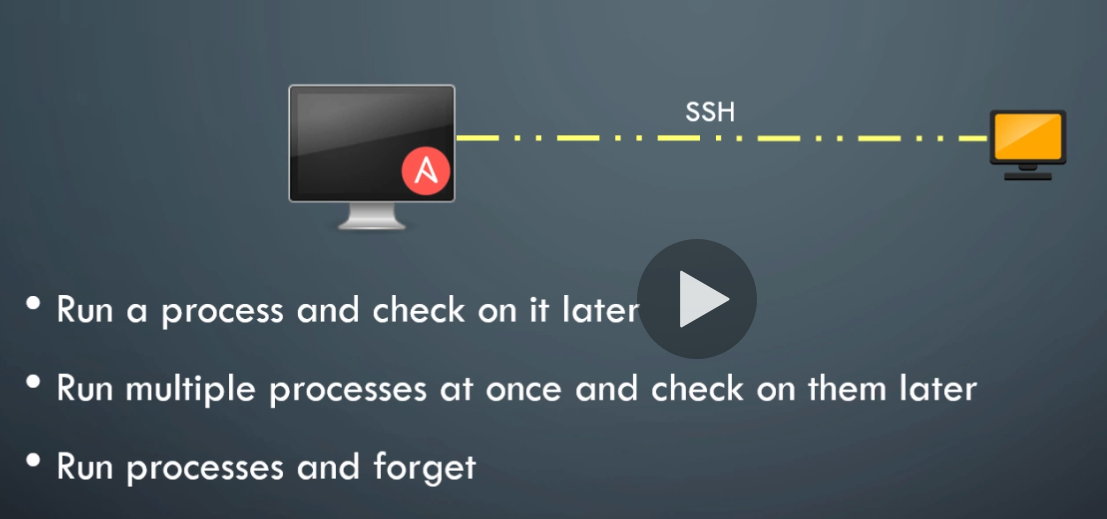 SSH
• Run a process and check on it later
• Run multiple processes at once and check on them later
• Run processes and forget